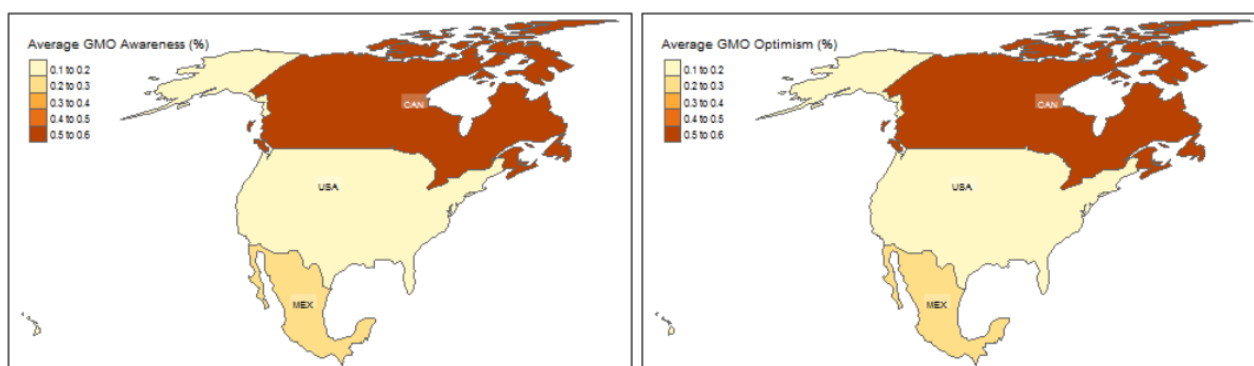 Average GMO Awareness (%)
0.1 to 0.2
0.2 to 0.3
0.3 to 0.4
0.4 to 0.5
0.5 to 0.6
CAN
USA
MEX
Average GMO Optimism (%)
0.1 to 0.2
0.2 to 0.3
0.3 to 0.4
0.4 to 0.5
0.5 to 0.6
CAN
USA
MEX